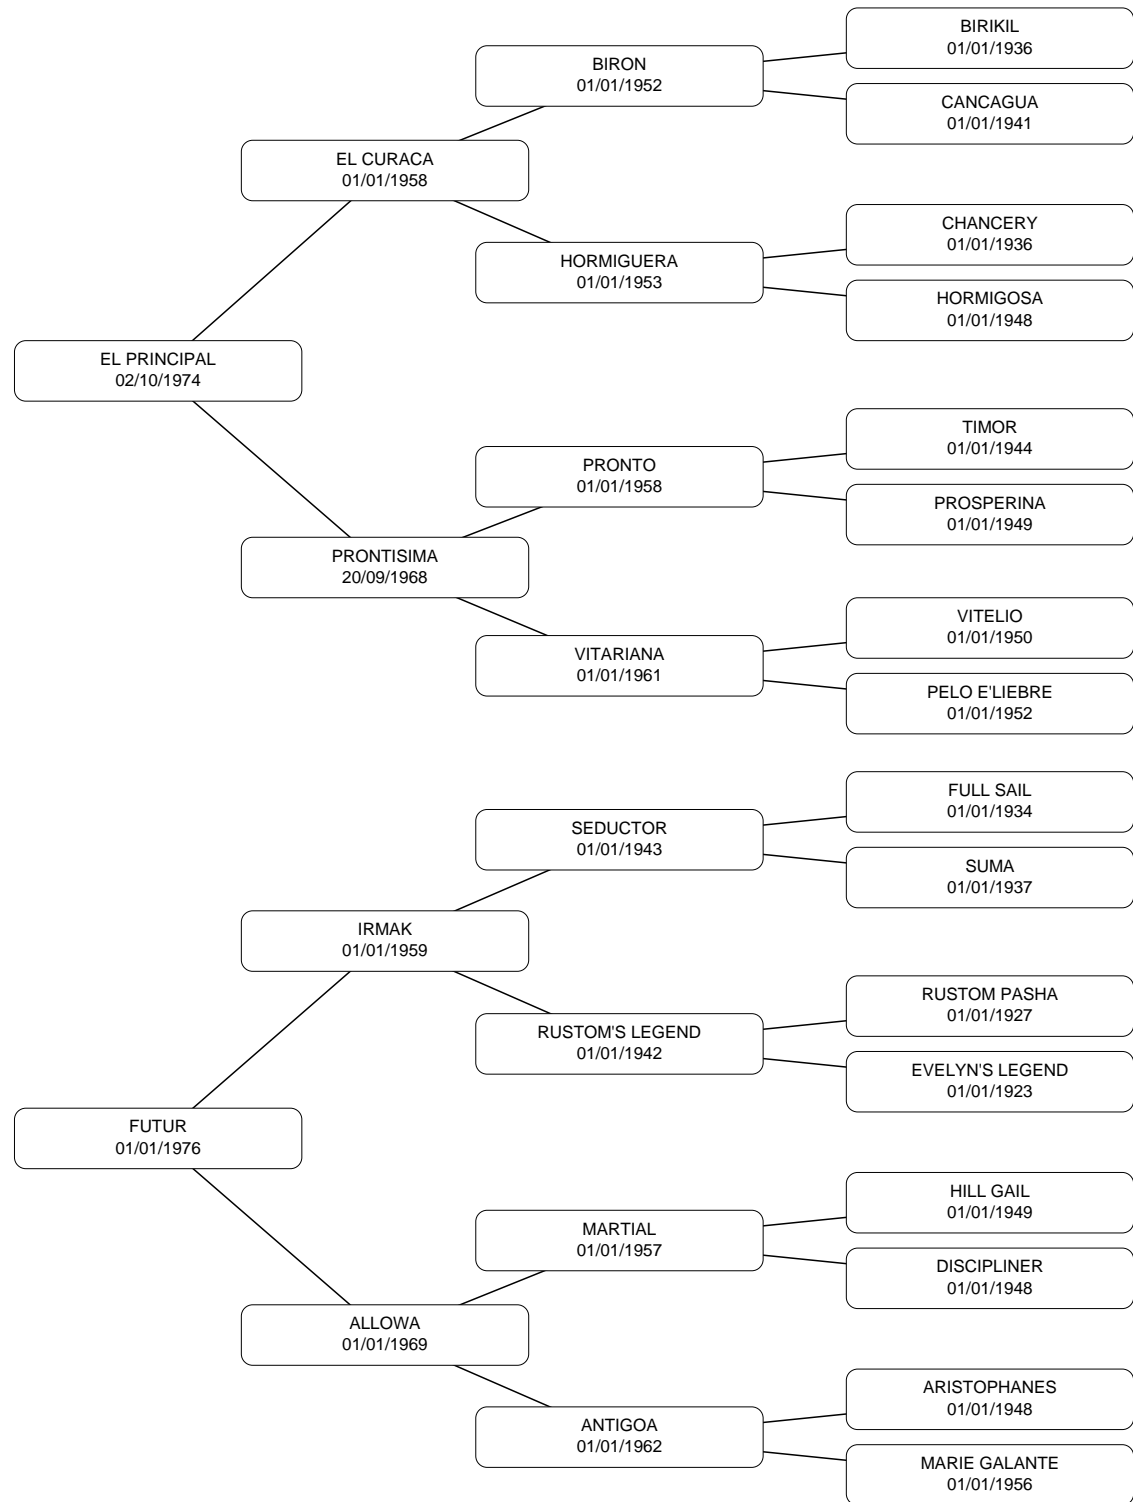 BIRIKIL
01/01/1936
BIRON
01/01/1952
CANCAGUA
01/01/1941
EL CURACA
01/01/1958
CHANCERY
01/01/1936
HORMIGUERA
01/01/1953
HORMIGOSA
01/01/1948
EL PRINCIPAL
02/10/1974
TIMOR
01/01/1944
PRONTO
01/01/1958
PROSPERINA
01/01/1949
PRONTISIMA
20/09/1968
VITELIO
01/01/1950
VITARIANA
01/01/1961
PELO E'LIEBRE
01/01/1952
FULL SAIL
01/01/1934
SEDUCTOR
01/01/1943
SUMA
01/01/1937
IRMAK
01/01/1959
RUSTOM PASHA
01/01/1927
RUSTOM'S LEGEND
01/01/1942
EVELYN'S LEGEND
01/01/1923
FUTUR
01/01/1976
HILL GAIL
01/01/1949
MARTIAL
01/01/1957
DISCIPLINER
01/01/1948
ALLOWA
01/01/1969
ARISTOPHANES
01/01/1948
ANTIGOA
01/01/1962
MARIE GALANTE
01/01/1956